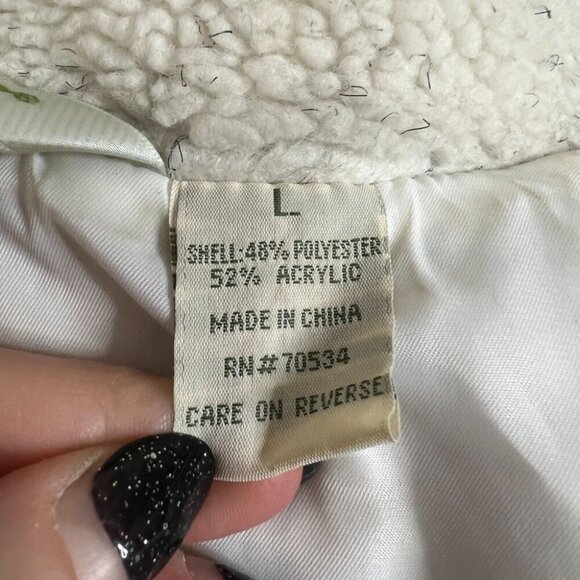 L
SHELL:48% POLYESTER
52% ACRYLIC
MADE IN CHINA
RN#70534
CARE ON REVERSE